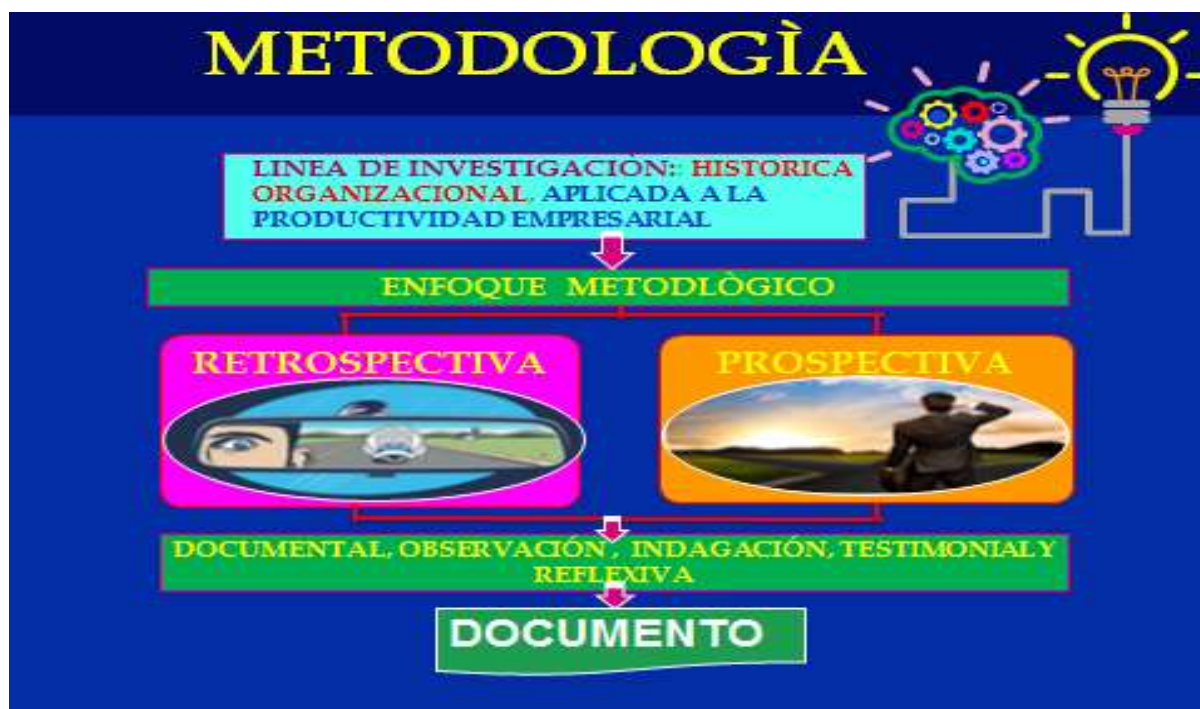 METODOLOGÌA
LINEA DE INVESTIGACIÒN: HISTORICA
ORGANIZACIONAL, APLICADA A LA
PRODUCTIVIDAD EMPRESARIAL
ENFOQUE METODLÒGICO
RETROSPECTIVA
PROSPECTIVA
DOCUMENTAL, OBSERVACIÓN , INDAGACIÓN, TESTIMONIAL Y
REFLEXIVA
DOCUMENTO